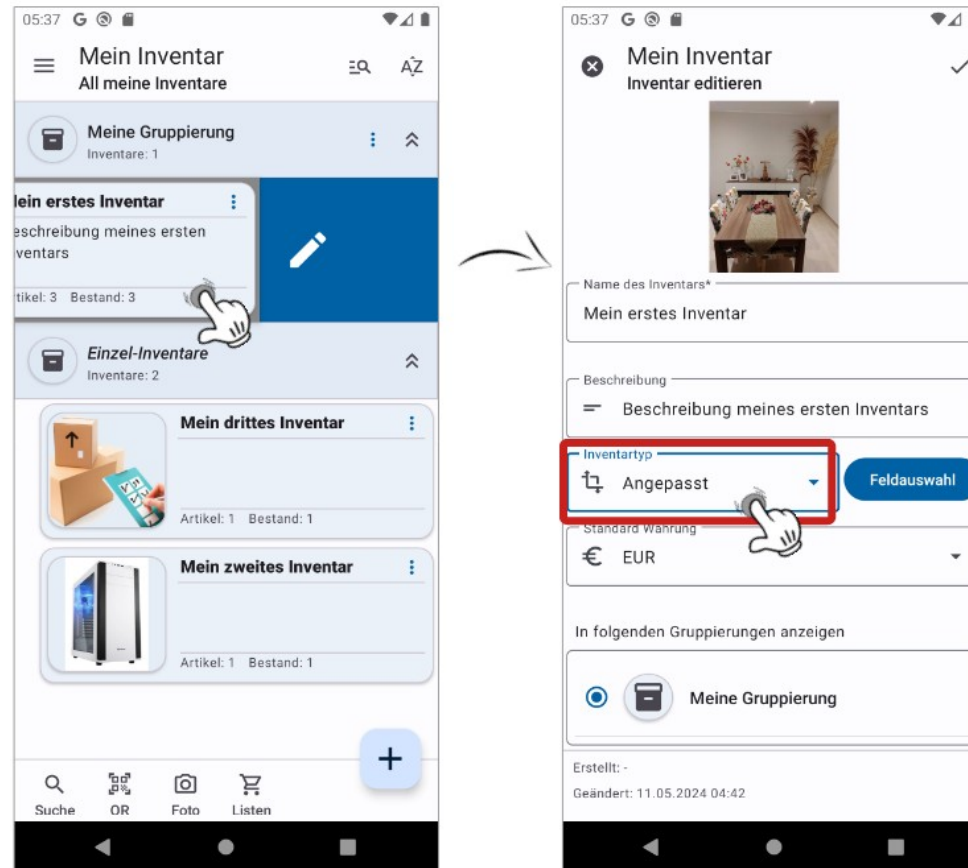 05:37 G
Mein Inventar
All meine Inventare
AZ
Meine Gruppierung
Inventare: 1
ein erstes Inventar
eschreibung meines ersten
ventars
tikel: 3 Bestand: 3
Einzel-Inventare
Inventare: 2
Mein drittes Inventar
Artikel: 1 Bestand: 1
Mein zweites Inventar
Artikel: 1 Bestand: 1
+
Suche QR Foto Listen
05:37 G
Mein Inventar
Inventar editieren
Name des Inventars*
Mein erstes Inventar
Beschreibung
Beschreibung meines ersten Inventars
Inventartyp
Angepasst
Feldauswahl
Standard Währung
€ EUR
In folgenden Gruppierungen anzeigen
Meine Gruppierung
Erstellt: -
Geändert: 11.05.2024 04:42